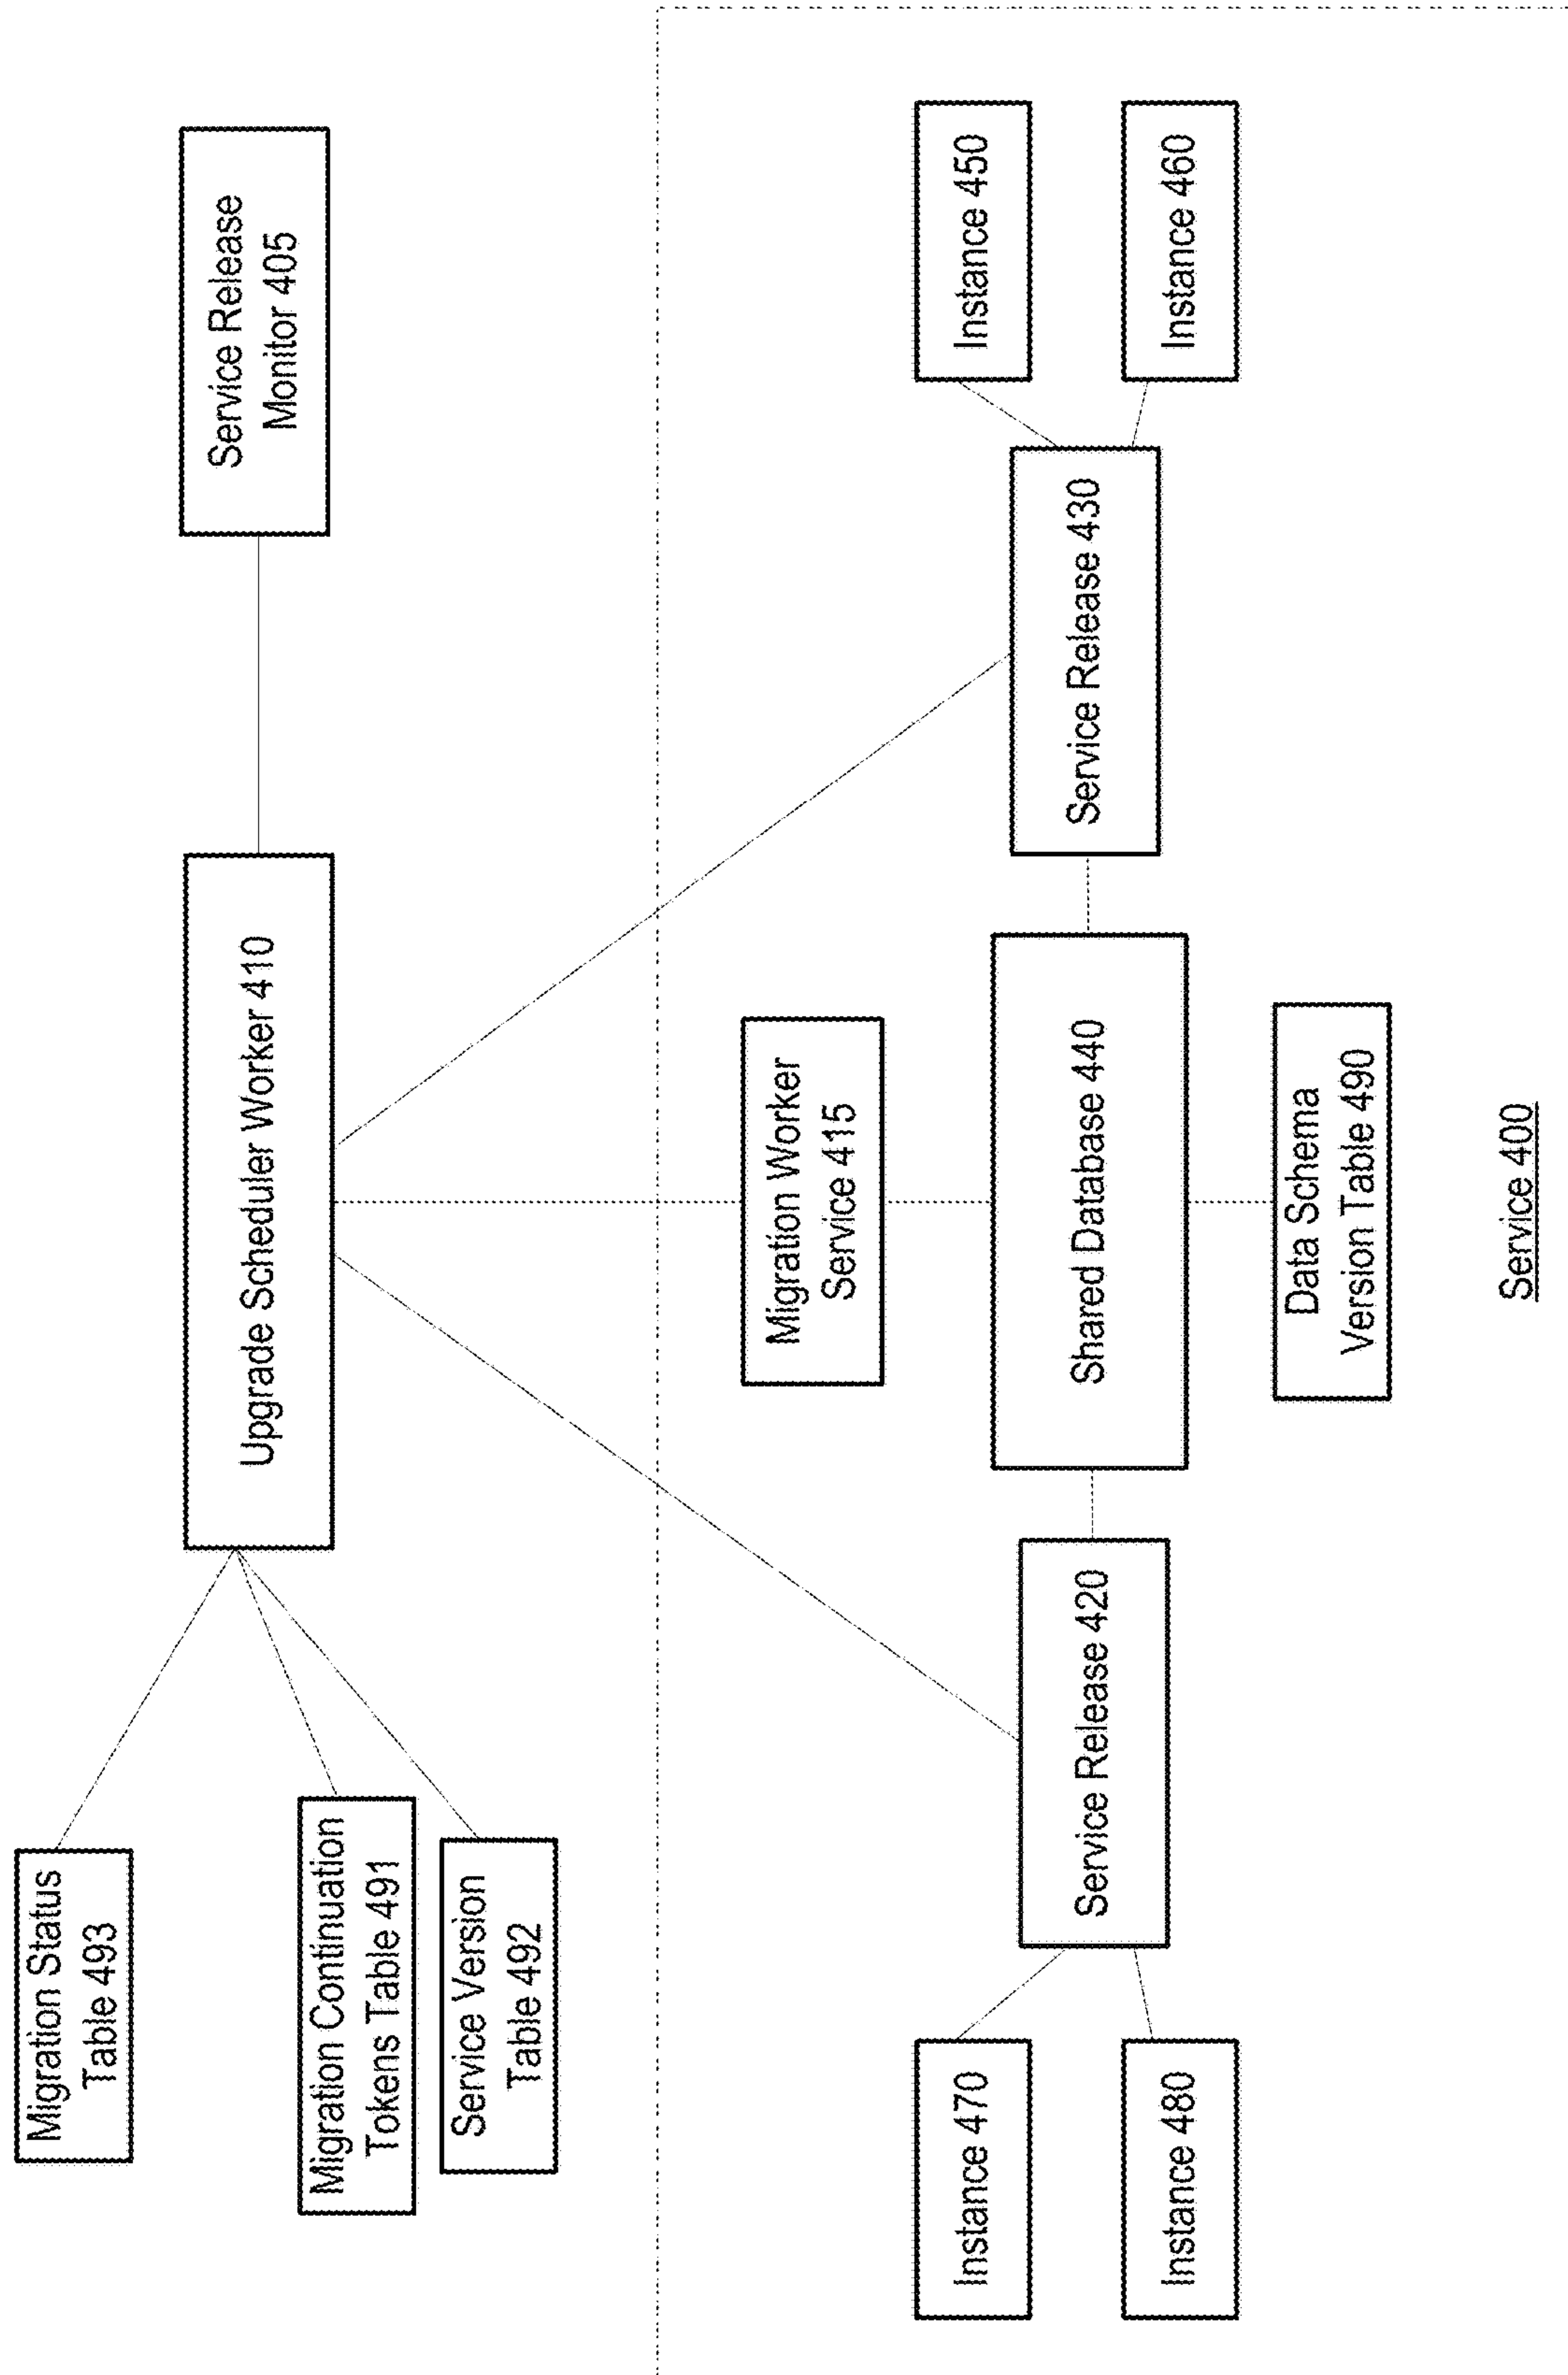 Migration Status
Table 493
Migration Continuation
Tokens Table 491
Service Version
Table 492
Upgrade Scheduler Worker 410
Service Release
Monitor 405
Migration Worker
Service 415
Instance 470
Instance 480
Service Release 420
Shared Database 440
Service Release 430
Instance 450
Instance 460
Data Schema
Version Table 490
Service 400